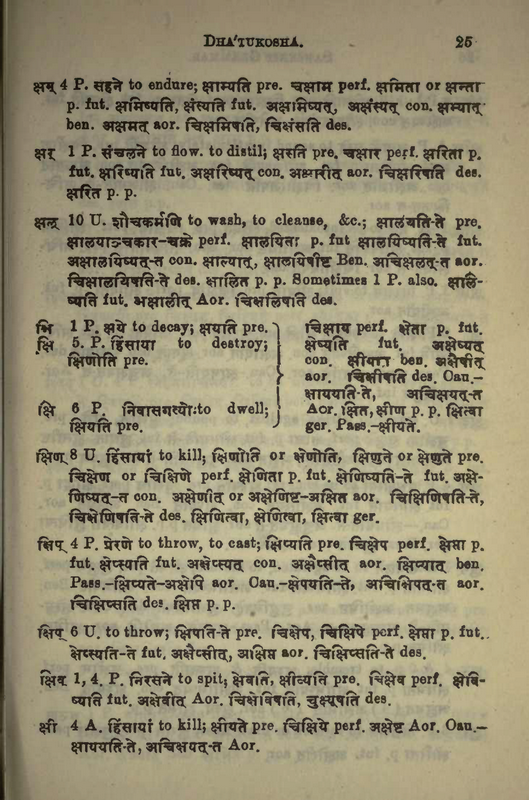 DHA'TUKOSHA. 25
क्षम् 4 P. सहने to endure; क्षाम्यति pre. चक्षाम perf. क्षमिता or क्षन्ता
p. fut. क्षमिष्यति, क्षंस्यति fut. अक्षमिष्यत्, अक्षंस्यत् con. क्षम्यात्
ben. अक्षमत् aor. चिक्षमिषति, चिक्षंसति des.
क्षर् 1 P. संचलने to flow. to distil; क्षरति pre. चक्षार perf. क्षरिता p.
fut. क्षरिष्यति fut. अक्षरिष्यत् con. अक्षारीत् aor. चिक्षरिषति des.
क्षरित p. p.
क्षल् 10 U. शौचकर्मणि to wash, to cleanse, &c.; क्षालयति-ते pre.
क्षालयाञ्चकार-चक्रे perf. क्षालयिता p. fut क्षालयिष्यति-ते fut.
अक्षालयिष्यत्-त con. क्षाल्यात्, क्षालयिषीष्ट Ben. अचिक्षलत्-त aor.
चिक्षालयिषति-ते des. क्षालित p. p. Sometimes 1 P. also. क्षालि-
ष्यति fut. अक्षालीत् Aor. चिक्षलिषति des.
क्षि 1 P. क्षये to decay; क्षयति pre.
क्षि 5. P. हिंसाया to destroy;
क्षिणोति pre.
क्षि 6 P. निवासगत्योः to dwell;
क्षियति pre.
चिक्षाय perf. क्षेता p. fut.
क्षेष्यति fut. अक्षेष्यत्
con. क्षीयात् ben. अक्षैषीत्
aor. चिक्षीषति des. Cau.-
क्षाययति-ते, अचिक्षयत्-त
Aor. क्षित, क्षीण p. p. क्षित्वा
ger. Pass.-क्षीयते.
क्षिण् 8 U. हिंसायां to kill; क्षिणोति or क्षेणोति, क्षिणुते or क्षेणुते pre.
चिक्षेण or चिक्षिणे perf. क्षेणिता p. fut. क्षेणिष्यति-ते fut. अक्षे-
णिष्यत्-त con. अक्षेणीत् or अक्षेणिष्ट-अक्षित aor. चिक्षिणिषति-ते,
चिक्षेणिषति-ते des. क्षिणित्वा, क्षेणित्वा, क्षित्वा ger.
क्षिप् 4 P. प्रेरणे to throw, to cast; क्षिप्यति pre. चिक्षेप perf. क्षेप्ता p.
fut. क्षेप्स्यति fut. अक्षेप्स्यत् con. अक्षैप्सीत् aor. क्षिप्यात् ben.
Pass.-क्षिप्यते-अक्षेपि aor. Cau.-क्षेपयति-ते, अचिक्षिपत्-त aor.
चिक्षिप्सति des. क्षिप्त p. p.
क्षिप् 6 U. to throw; क्षिपति-ते pre. चिक्षेप, चिक्षिपे perf. क्षेप्ता p. fut.
क्षेप्स्यति-ते fut. अक्षैप्सीत्, अक्षिप्त aor. चिक्षिप्सति-ते des.
क्षिव् 1, 4. P. निरसने to spit; क्षेवति, क्षीव्यति pre. चिक्षेव perf. क्षेवि-
ष्यति fut. अक्षेवीत् Aor. चिक्षेविषति, चुक्ष्यूषति des.
क्षी 4 A. हिंसायां to kill; क्षीयते pre. चिक्षिये perf. अक्षेष्ट Aor. Cau.-
क्षाययति-ते, अचिक्षयत्-त Aor.